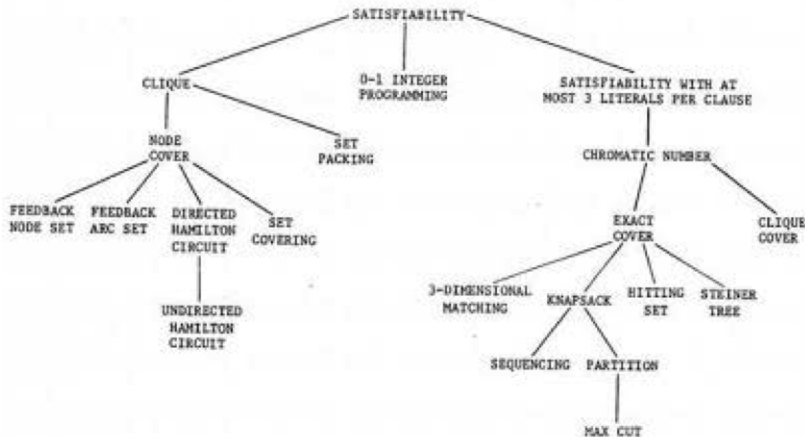 SATISFIABILITY
CLIQUE
0-1 INTEGER
PROGRAMMING
SATISFIABILITY WITH AT
MOST 3 LITERALS PER CLAUSE
NODE
COVER
SET
PACKING
CHROMATIC NUMBER
FEEDBACK
NODE SET
FEEDBACK
ARC SET
DIRECTED
HAMILTON
CIRCUIT
SET
COVERING
EXACT
COVER
CLIQUE
COVER
3-DIMENSIONAL
MATCHING
KNAPSACK
HITTING
SET
STEINER
TREE
UNDIRECTED
HAMILTON
CIRCUIT
SEQUENCING
PARTITION
MAX CUT